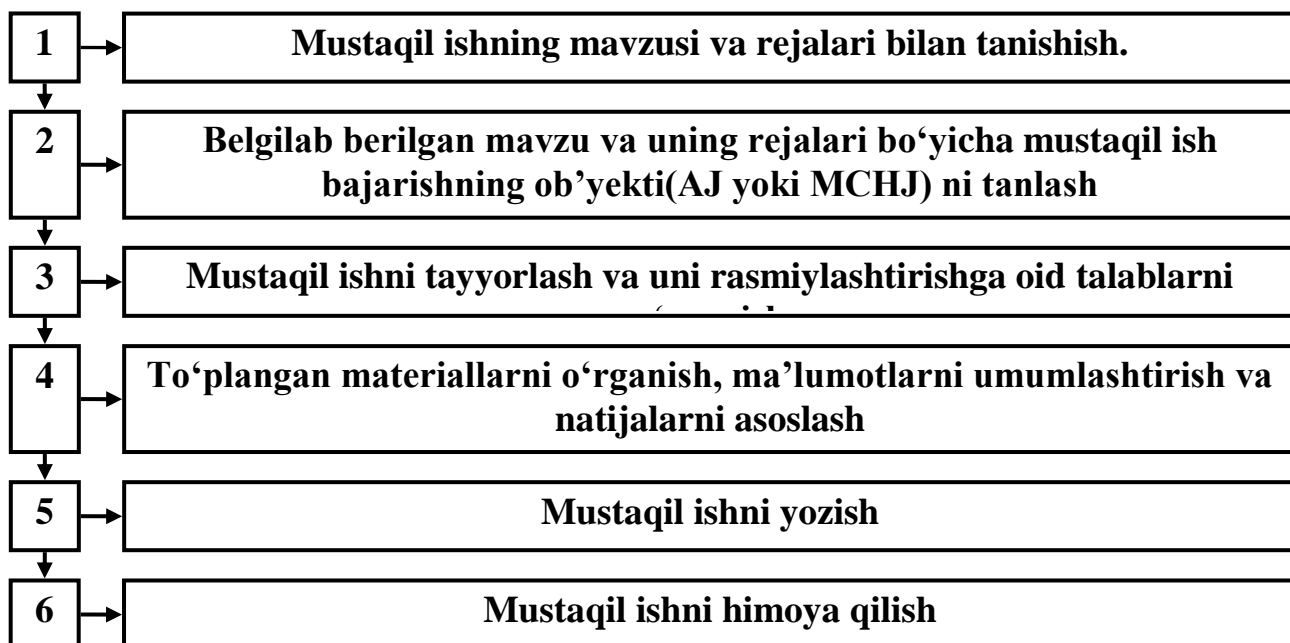 1
Mustaqil ishning mavzusi va rejalari bilan tanishish.
2
Belgilab berilgan mavzu va uning rejalari bo‘yicha mustaqil ish
bajarishning ob’yekti(AJ yoki MCHJ) ni tanlash
3
Mustaqil ishni tayyorlash va uni rasmiylashtirishga oid talablarni
4
To‘plangan materiallarni o‘rganish, ma’lumotlarni umumlashtirish va
natijalarni asoslash
5
Mustaqil ishni yozish
6
Mustaqil ishni himoya qilish